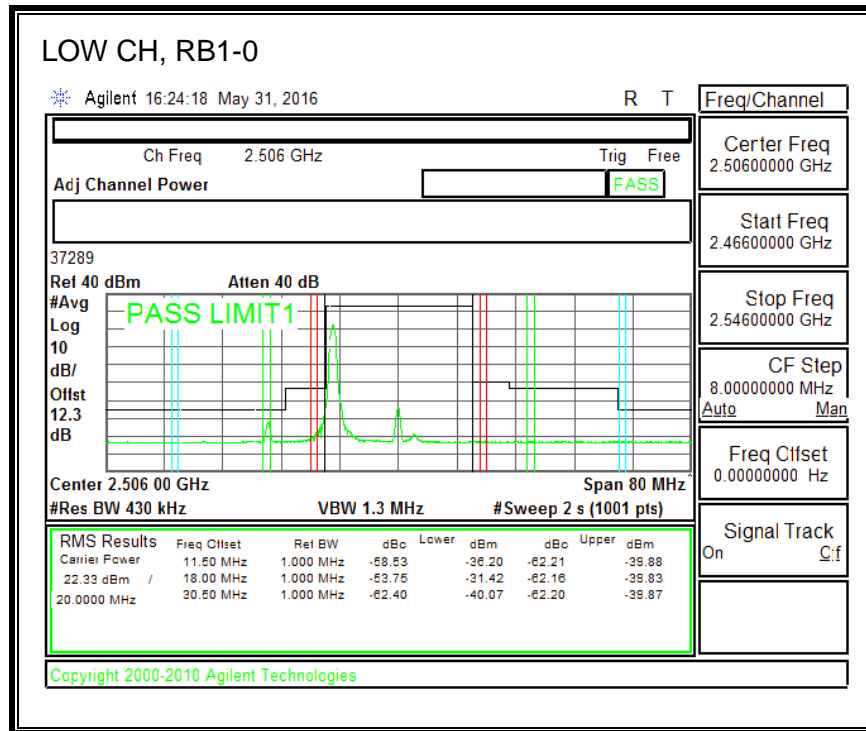 LOW CH, RB1-0
Agilent 16:24:18 May 31, 2016 R T
Freq/Channel
Ch Freq 2.506 GHz Trig Free
Adj Channel Power PASS
Center Freq
2.50600000 GHz
Start Freq
2.46600000 GHz
Stop Freq
2.54600000 GHz
CF Step
8.00000000 MHz
Auto Man
Freq Offset
0.00000000 Hz
Signal Track
On Off
37289
Ref 40 dBm Atten 40 dB
#Avg
Log
10
dB/
Offst
12.3
dB
PASS LIMIT1
Center 2.506 00 GHz Span 80 MHz
#Res BW 430 kHz VBW 1.3 MHz #Sweep 2 s (1001 pts)
RMS Results Freq Offset Ref BW dBc Lower dBm dBc Upper dBm
Carrier Power 11.50 MHz 1.000 MHz -58.53 -36.20 -62.21 -39.88
22.33 dBm / 18.00 MHz 1.000 MHz -53.75 -31.42 -62.16 -39.83
20.0000 MHz 30.50 MHz 1.000 MHz -62.40 -40.07 -62.20 -39.87
Copyright 2000-2010 Agilent Technologies